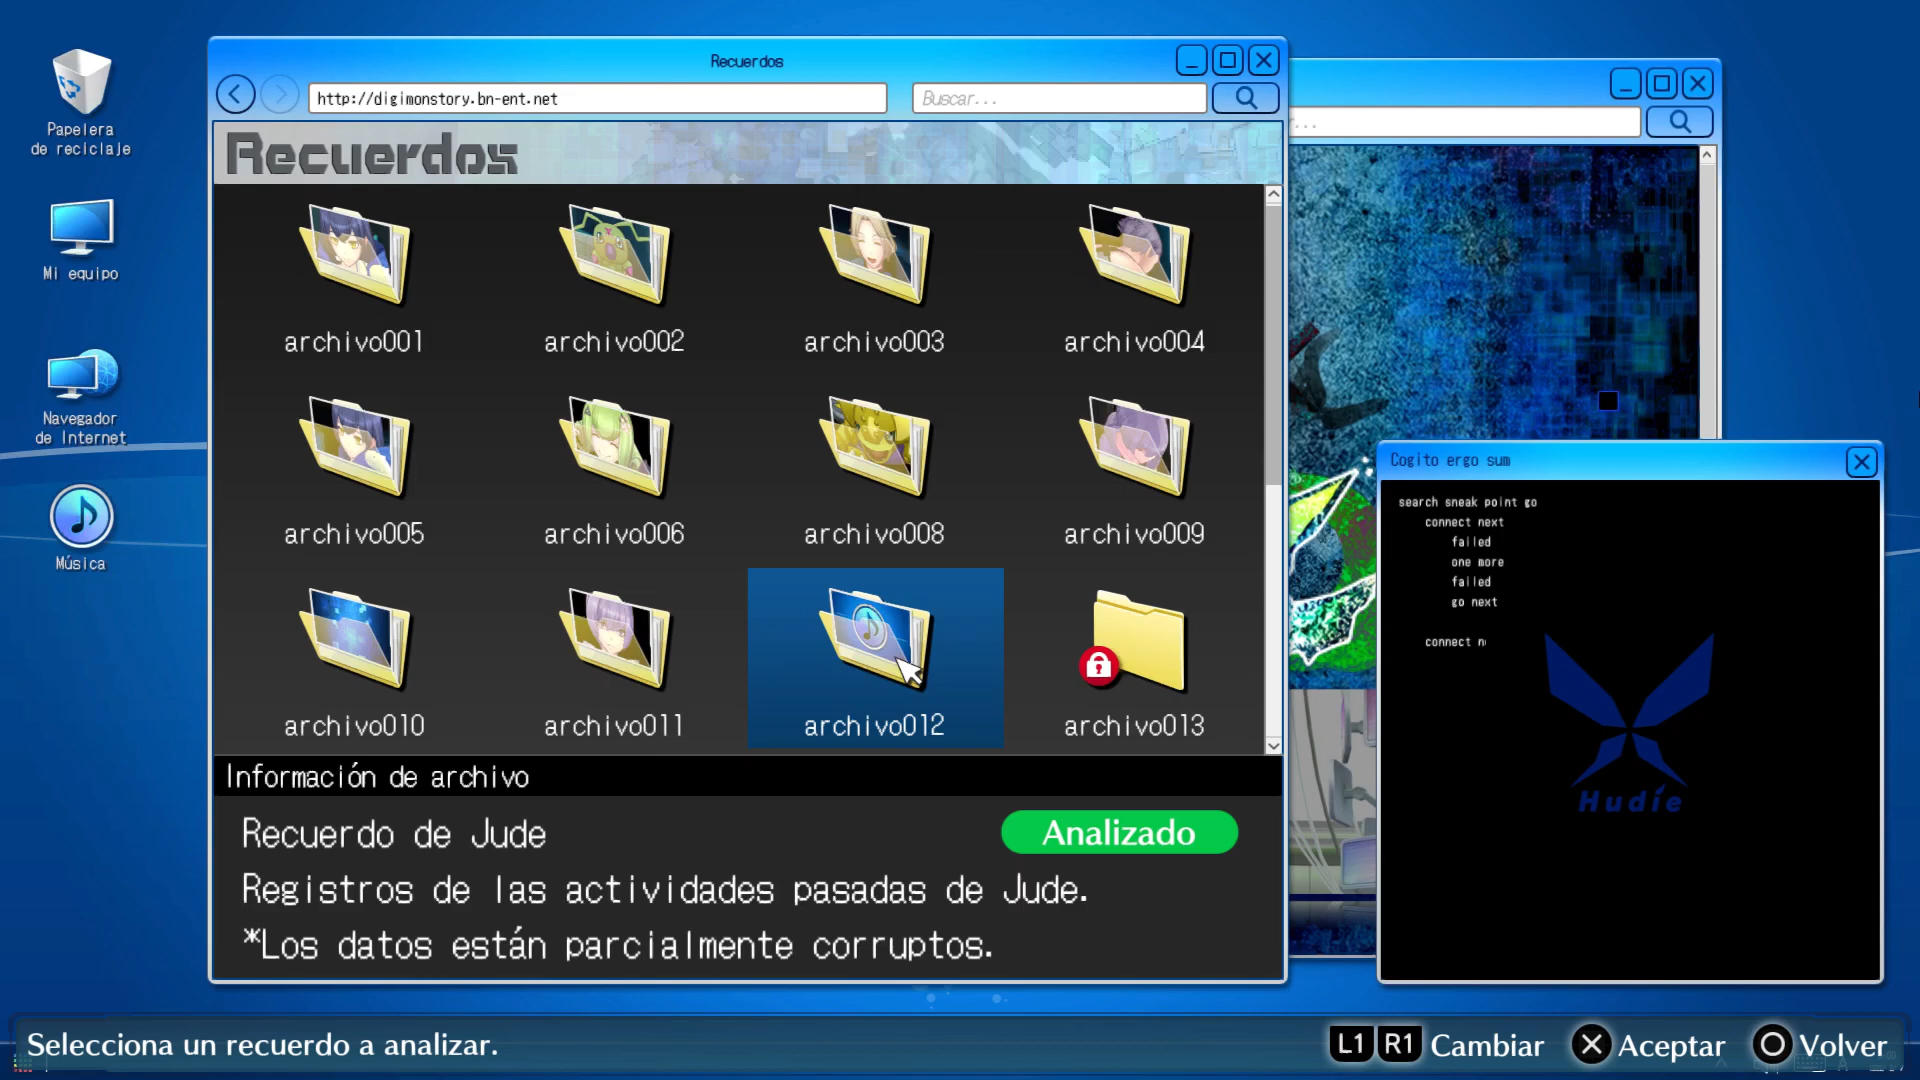 Papelera
de reciclaje
Mi equipo
Navegador
de Internet
Música
Recuerdos
http://digimonstory.bn-ent.net
Buscar...
Recuerdos
archivo001
archivo002
archivo003
archivo004
archivo005
archivo006
archivo008
archivo009
archivo010
archivo011
archivo012
archivo013
Información de archivo
Recuerdo de Jude
Analizado
Registros de las actividades pasadas de Jude.
*Los datos están parcialmente corruptos.
Cogito ergo sum
search sneak point go
connect next
failed
one more
failed
go next
connect n
Hudie
Selecciona un recuerdo a analizar.
L1 R1 Cambiar
Aceptar
Volver